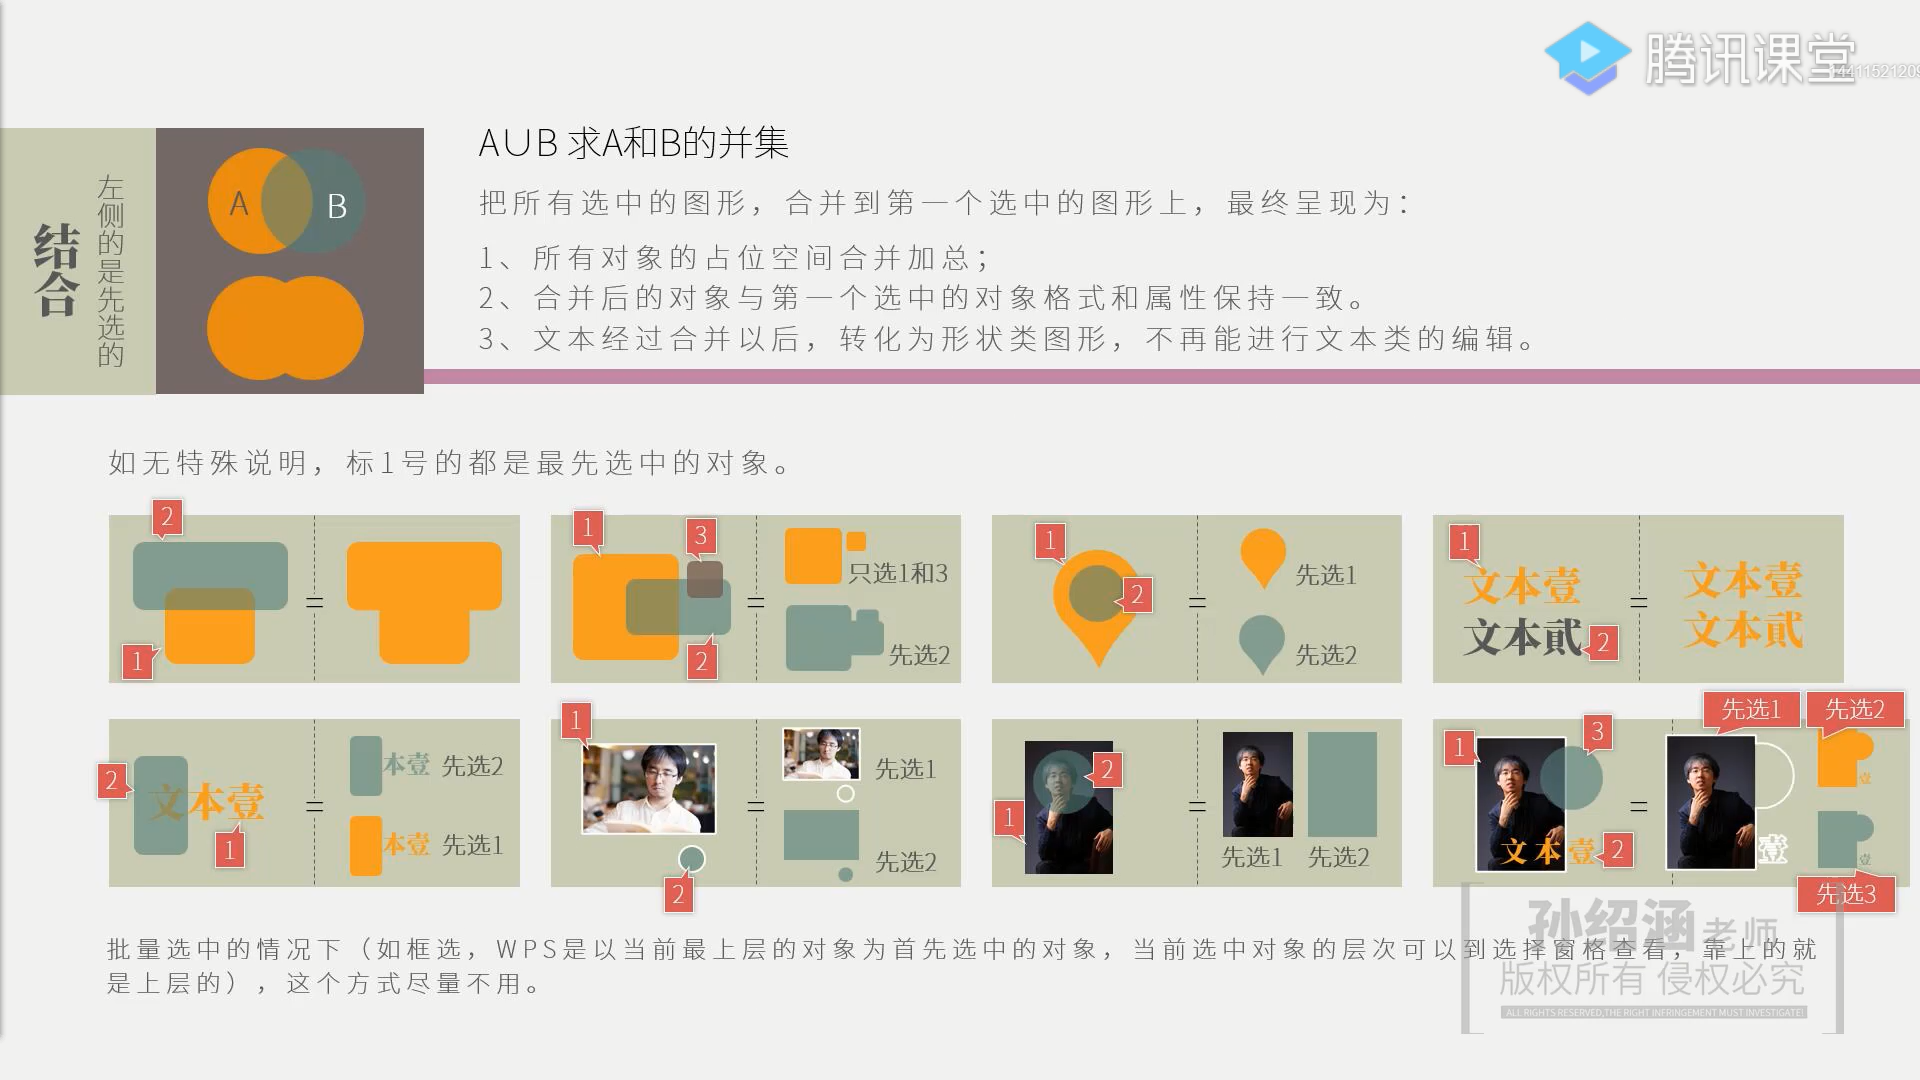 腾讯课堂
左侧的是先选的
结合
A
B
A∪B 求A和B的并集
把所有选中的图形，合并到第一个选中的图形上，最终呈现为：
1、所有对象的占位空间合并加总；
2、合并后的对象与第一个选中的对象格式和属性保持一致。
3、文本经过合并以后，转化为形状类图形，不再能进行文本类的编辑。
如无特殊说明，标1号的都是最先选中的对象。
2
1
=
1
3
2
=
只选1和3
先选2
1
2
=
先选1
先选2
1
文本壹
文本貳
2
=
文本壹
文本貳
2
文本壹
1
=
本壹 先选2
本壹 先选1
1
2
=
先选1
先选2
1
2
=
先选1
先选2
1
3
文本壹
2
=
先选1
先选2
壹
壹
壹
先选3
批量选中的情况下（如框选，WPS是以当前最上层的对象为首先选中的对象，当前选中对象的层次可以到选择窗格查看，靠上的就
是上层的），这个方式尽量不用。
孙绍涵老师
版权所有 侵权必究
ALL RIGHTS RESERVED,THE RIGHT INFRINGEMENT MUST INVESTIGATE!